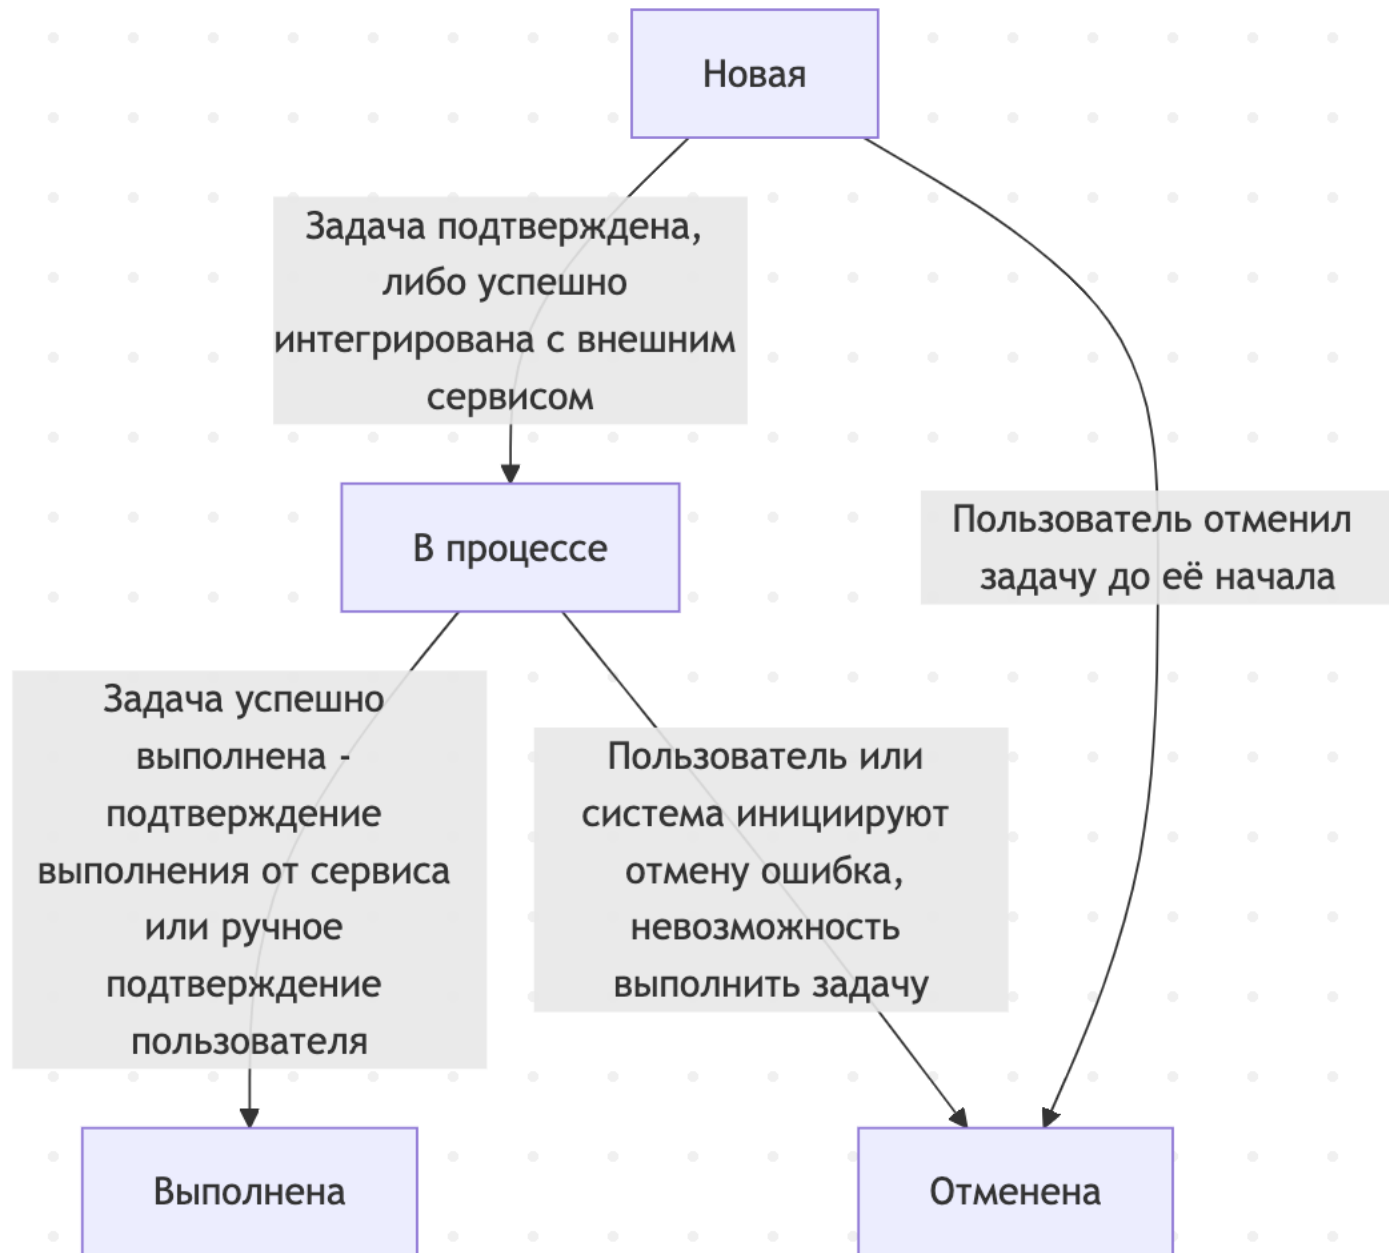 Новая
Задача подтверждена,
либо успешно
интегрирована с внешним
сервисом
Пользователь отменил
задачу до её начала
В процессе
Задача успешно
выполнена -
подтверждение
выполнения от сервиса
или ручное
подтверждение
пользователя
Пользователь или
система инициируют
отмену ошибка,
невозможность
выполнить задачу
Выполнена
Отменена